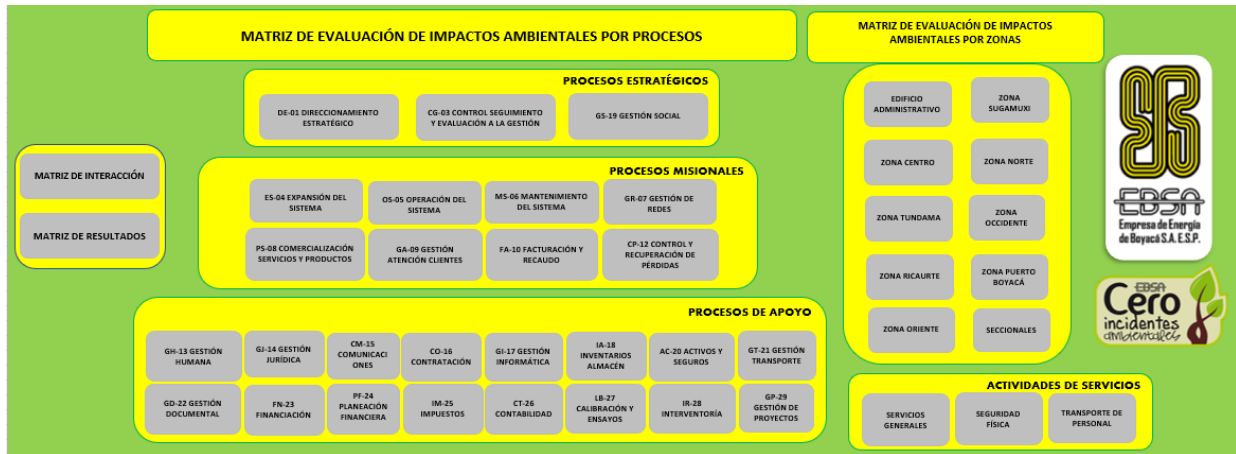 MATRIZ DE EVALUACIÓN DE IMPACTOS AMBIENTALES POR PROCESOS
MATRIZ DE EVALUACIÓN DE IMPACTOS
AMBIENTALES POR ZONAS
MATRIZ DE INTERACCIÓN
MATRIZ DE RESULTADOS
PROCESOS ESTRATÉGICOS
DE-01 DIRECCIONAMIENTO
ESTRATÉGICO
CG-03 CONTROL SEGUIMIENTO
Y EVALUACIÓN A LA GESTIÓN
GS-19 GESTIÓN SOCIAL
PROCESOS MISIONALES
ES-04 EXPANSIÓN DEL
SISTEMA
OS-05 OPERACIÓN DEL
SISTEMA
MS-06 MANTENIMIENTO
DEL SISTEMA
GR-07 GESTIÓN DE
REDES
PS-08 COMERCIALIZACIÓN
SERVICIOS Y PRODUCTOS
GA-09 GESTIÓN
ATENCIÓN CLIENTES
FA-10 FACTURACIÓN Y
RECAUDO
CP-12 CONTROL Y
RECUPERACIÓN DE
PÉRDIDAS
PROCESOS DE APOYO
GH-13 GESTIÓN
HUMANA
GJ-14 GESTIÓN
JURÍDICA
CM-15
COMUNICACI
ONES
CO-16
CONTRATACIÓN
GI-17 GESTIÓN
INFORMÁTICA
IA-18
INVENTARIOS
ALMACÉN
AC-20 ACTIVOS Y
SEGUROS
GT-21 GESTIÓN
TRANSPORTE
GD-22 GESTIÓN
DOCUMENTAL
FN-23
FINANCIACIÓN
PF-24
PLANEACIÓN
FINANCIERA
IM-25
IMPUESTOS
CT-26
CONTABILIDAD
LB-27
CALIBRACIÓN Y
ENSAYOS
IR-28
INTERVENTORÍA
GP-29
GESTIÓN DE
PROYECTOS
EDIFICIO
ADMINISTRATIVO
ZONA
SUGAMUXI
ZONA CENTRO
ZONA NORTE
ZONA TUNDAMA
ZONA
OCCIDENTE
ZONA RICAURTE
ZONA PUERTO
BOYACÁ
ZONA ORIENTE
SECCIONALES
ACTIVIDADES DE SERVICIOS
SERVICIOS
GENERALES
SEGURIDAD
FÍSICA
TRANSPORTE DE
PERSONAL
EBSA
Empresa de Energía
de Boyacá S.A. E.S.P.
EBSA
Cero
incidentes
ambientales